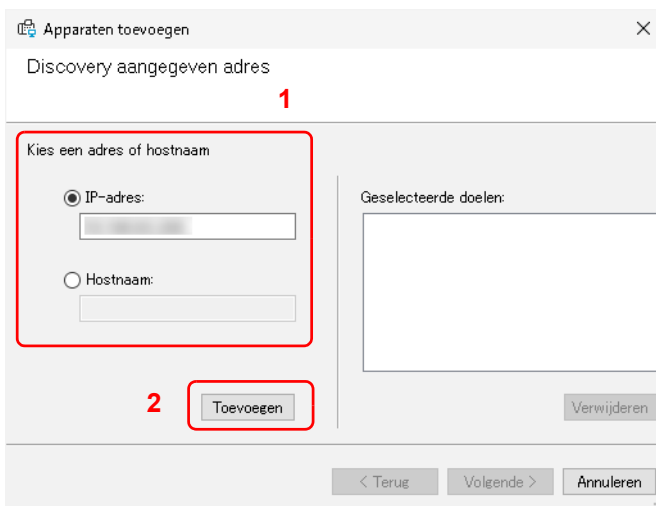 Apparaten toevoegen
Discovery aangegeven adres
1
Kies een adres of hostnaam
IP-adres:
Hostnaam:
Geselecteerde doelen:
2
Toevoegen
Verwijderen
< Terug
Volgende >
Annuleren